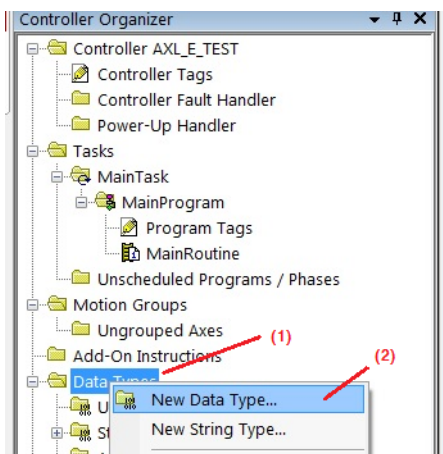 Controller Organizer
Controller AXL_E_TEST
Controller Tags
Controller Fault Handler
Power-Up Handler
Tasks
MainTask
MainProgram
Program Tags
MainRoutine
Unscheduled Programs / Phases
Motion Groups
Ungrouped Axes
(1)
Add-On Instructions
(2)
Data Types
New Data Type...
New String Type...